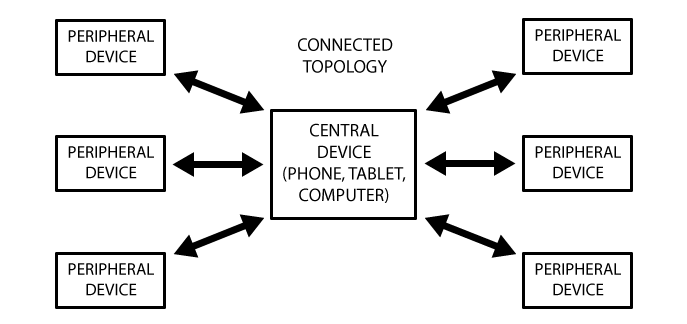 PERIPHERAL
DEVICE
CONNECTED
TOPOLOGY
PERIPHERAL
DEVICE
PERIPHERAL
DEVICE
CENTRAL
DEVICE
(PHONE, TABLET,
COMPUTER)
PERIPHERAL
DEVICE
PERIPHERAL
DEVICE
PERIPHERAL
DEVICE